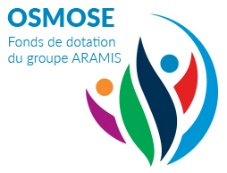 OSMOSE
Fonds de dotation
du groupe ARAMIS